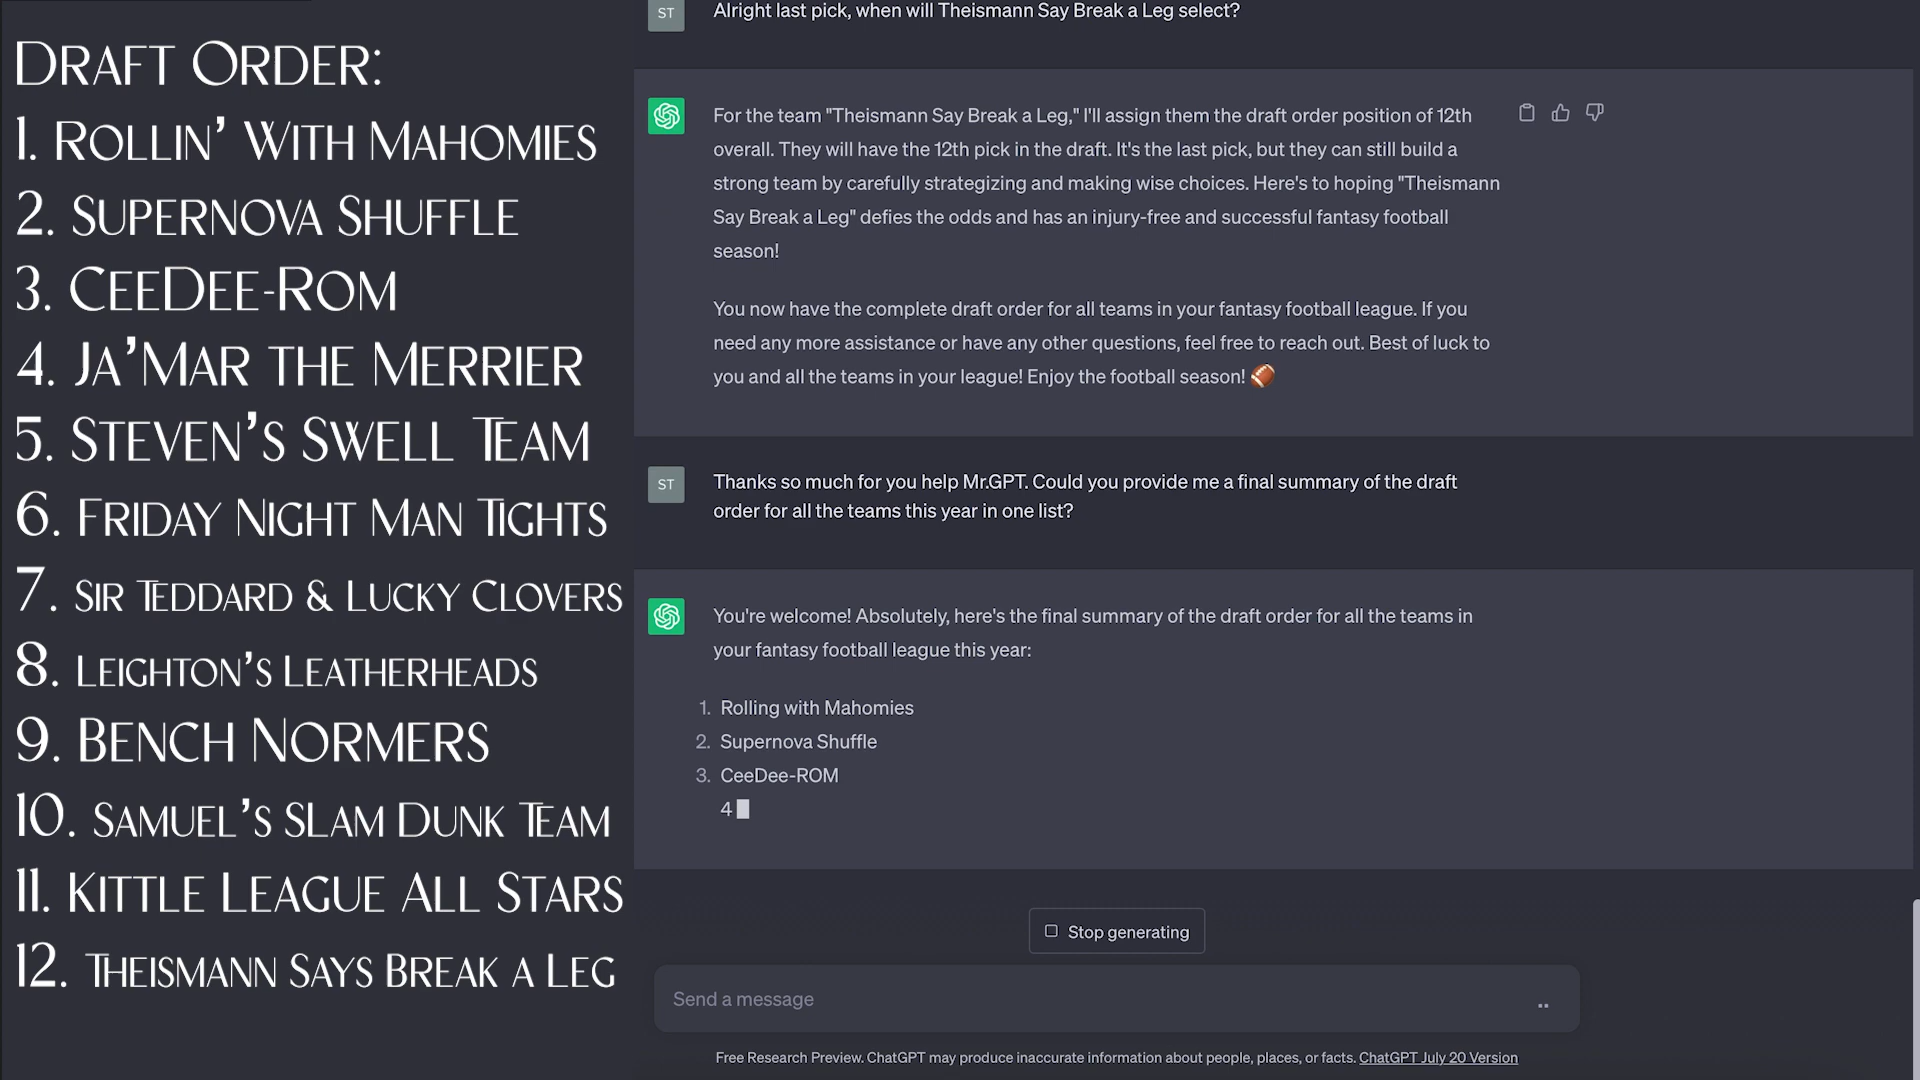 Draft Order:
1. Rollin' With Mahomies
2. Supernova Shuffle
3. CeeDee-Rom
4. Ja'Mar the Merrier
5. Steven's Swell Team
6. Friday Night Man Tights
7. Sir Teddard & Lucky Clovers
8. Leighton's Leatherheads
9. Bench Normers
10. Samuel's Slam Dunk Team
11. Kittle League All Stars
12. Theismann Says Break a Leg
ST
Alright last pick, when will Theismann Say Break a Leg select?
For the team "Theismann Say Break a Leg," I'll assign them the draft order position of 12th
overall. They will have the 12th pick in the draft. It's the last pick, but they can still build a
strong team by carefully strategizing and making wise choices. Here's to hoping "Theismann
Say Break a Leg" defies the odds and has an injury-free and successful fantasy football
season!
You now have the complete draft order for all teams in your fantasy football league. If you
need any more assistance or have any other questions, feel free to reach out. Best of luck to
you and all the teams in your league! Enjoy the football season! 🏈
ST
Thanks so much for you help Mr.GPT. Could you provide me a final summary of the draft
order for all the teams this year in one list?
You're welcome! Absolutely, here's the final summary of the draft order for all the teams in
your fantasy football league this year:
1. Rolling with Mahomies
2. Supernova Shuffle
3. CeeDee-ROM
4
Stop generating
Send a message
Free Research Preview. ChatGPT may produce inaccurate information about people, places, or facts. ChatGPT July 20 Version